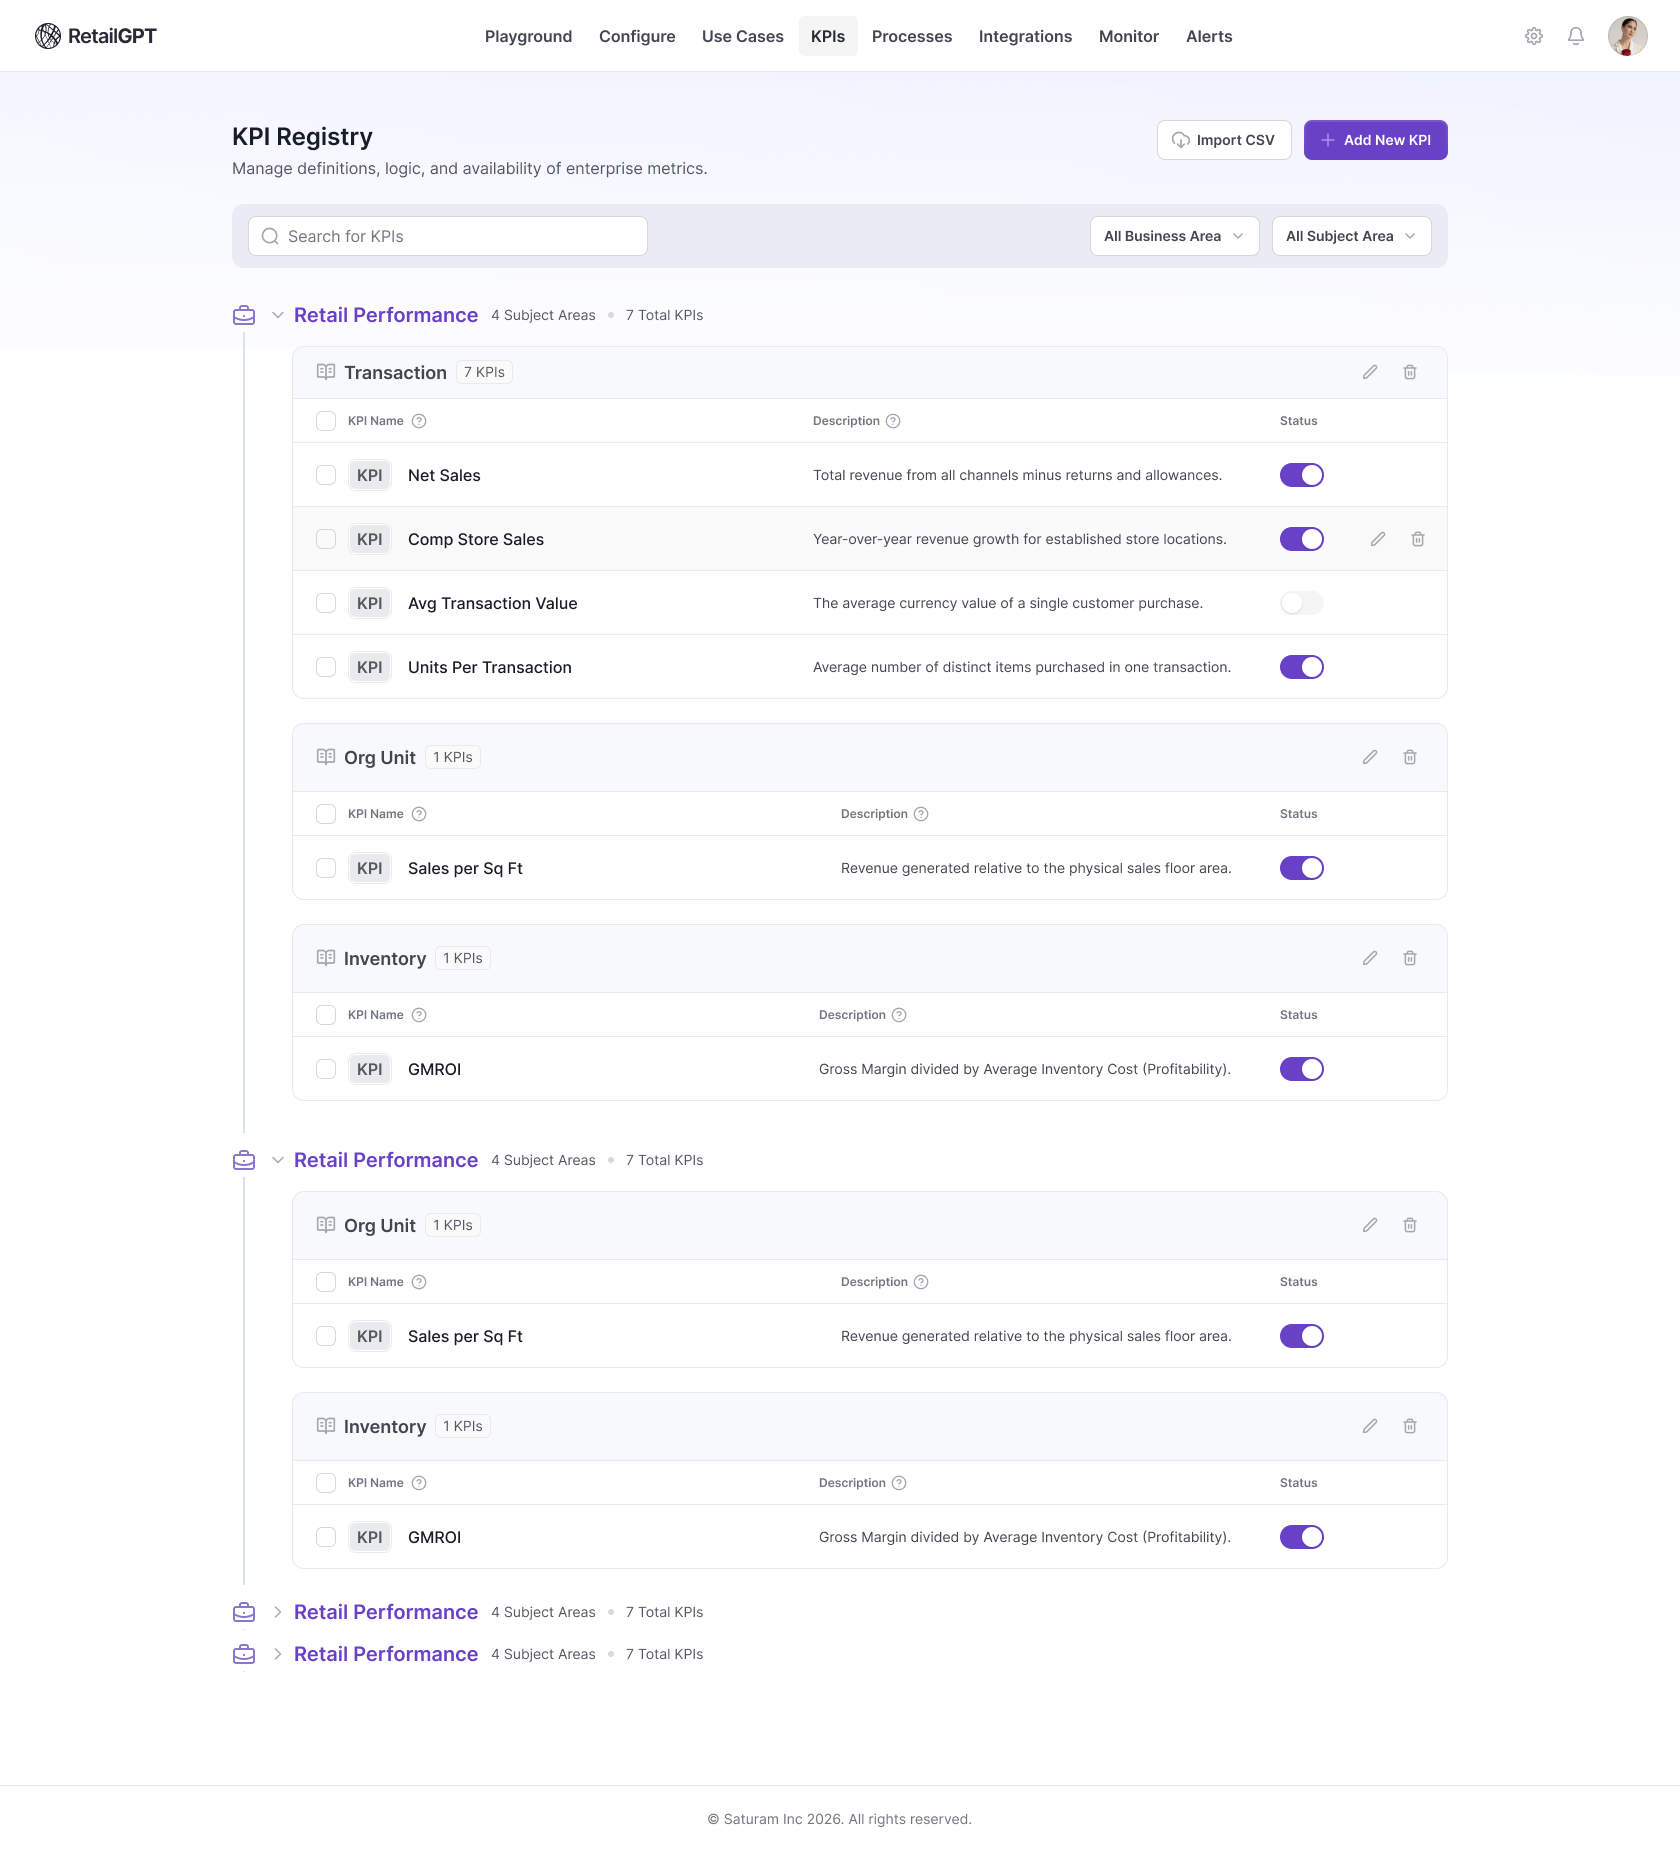 RetailGPT
Playground Configure Use Cases KPIs Processes Integrations Monitor Alerts
KPI Registry
Manage definitions, logic, and availability of enterprise metrics.
Import CSV
Add New KPI
Search for KPIs
All Business Area
All Subject Area
Retail Performance 4 Subject Areas • 7 Total KPIs
Transaction 7 KPIs
KPI Name Description Status
KPI Net Sales Total revenue from all channels minus returns and allowances.
KPI Comp Store Sales Year-over-year revenue growth for established store locations.
KPI Avg Transaction Value The average currency value of a single customer purchase.
KPI Units Per Transaction Average number of distinct items purchased in one transaction.
Org Unit 1 KPIs
KPI Name Description Status
KPI Sales per Sq Ft Revenue generated relative to the physical sales floor area.
Inventory 1 KPIs
KPI Name Description Status
KPI GMROI Gross Margin divided by Average Inventory Cost (Profitability).
Retail Performance 4 Subject Areas • 7 Total KPIs
Org Unit 1 KPIs
KPI Name Description Status
KPI Sales per Sq Ft Revenue generated relative to the physical sales floor area.
Inventory 1 KPIs
KPI Name Description Status
KPI GMROI Gross Margin divided by Average Inventory Cost (Profitability).
Retail Performance 4 Subject Areas • 7 Total KPIs
Retail Performance 4 Subject Areas • 7 Total KPIs
© Saturam Inc 2026. All rights reserved.